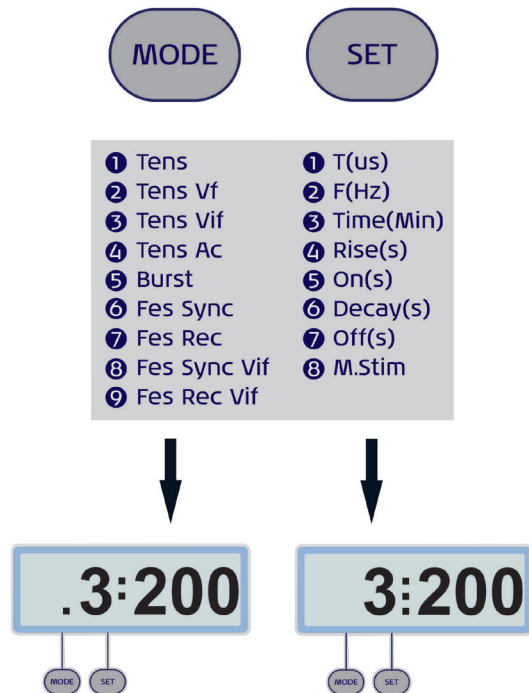 MODE SET
❶ Tens ❶ T(us)
❷ Tens Vf ❷ F(Hz)
❸ Tens Vif ❸ Time(Min)
❹ Tens Ac ❹ Rise(s)
❺ Burst ❺ On(s)
❻ Fes Sync ❻ Decay(s)
❼ Fes Rec ❼ Off(s)
❽ Fes Sync Vif ❽ M.Stim
❾ Fes Rec Vif
.3:200 3⋮200
MODE SET MODE SET